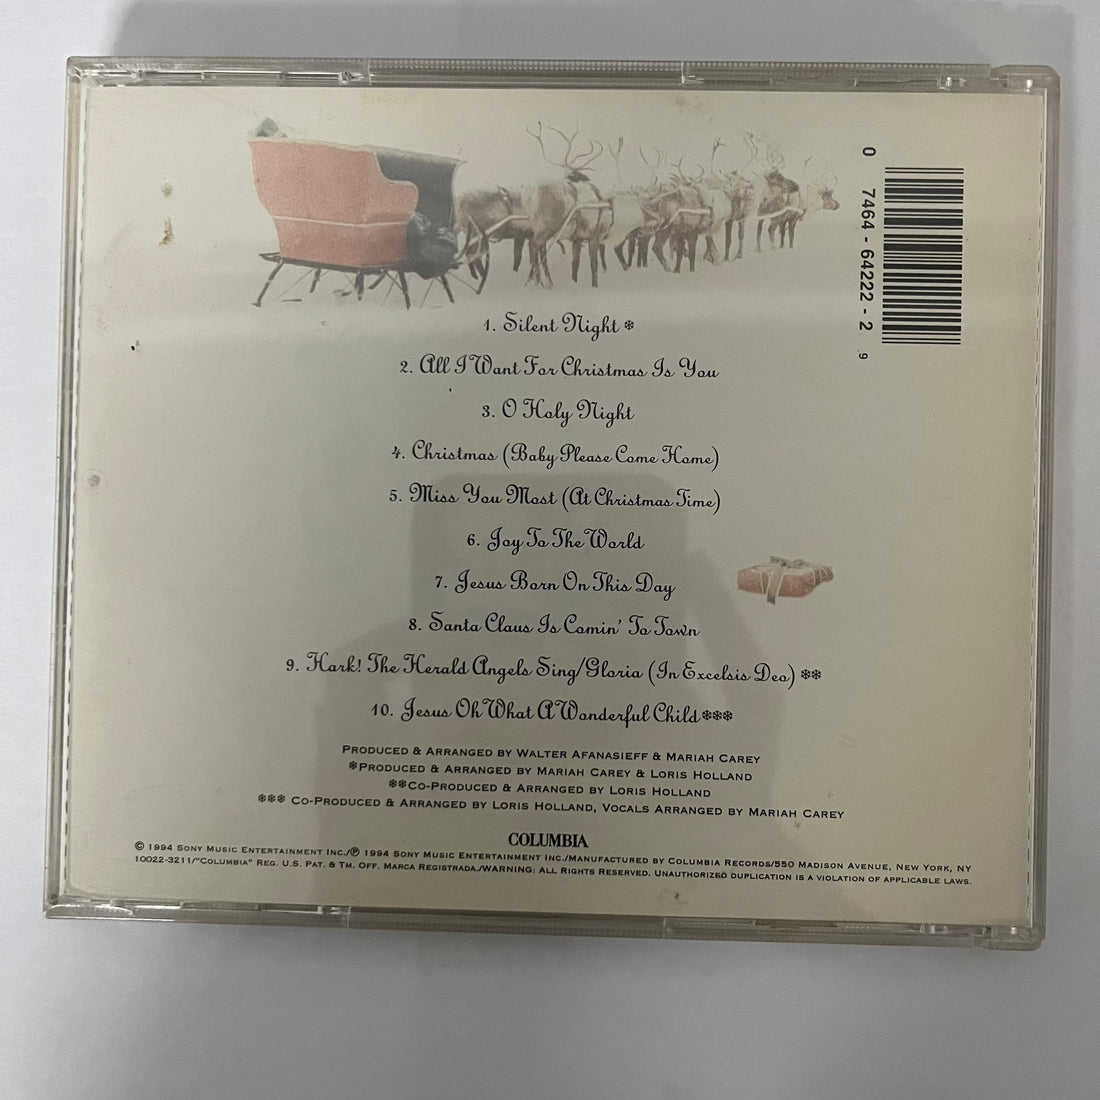 0 7464-64222-2 9
1. Silent Night *
2. All I Want For Christmas Is You
3. O Holy Night
4. Christmas (Baby Please Come Home)
5. Miss You Most (At Christmas Time)
6. Joy To The World
7. Jesus Born On This Day
8. Santa Claus Is Comin' To Town
9. Hark! The Herald Angels Sing/Gloria (In Excelsis Deo) **
10. Jesus Oh What A Wonderful Child ***
PRODUCED & ARRANGED BY WALTER AFANASIEFF & MARIAH CAREY
*PRODUCED & ARRANGED BY MARIAH CAREY & LORIS HOLLAND
**CO-PRODUCED & ARRANGED BY LORIS HOLLAND
*** CO-PRODUCED & ARRANGED BY LORIS HOLLAND, VOCALS ARRANGED BY MARIAH CAREY
COLUMBIA
© 1994 SONY MUSIC ENTERTAINMENT INC./℗ 1994 SONY MUSIC ENTERTAINMENT INC./MANUFACTURED BY COLUMBIA RECORDS/550 MADISON AVENUE, NEW YORK, NY
10022-3211/"COLUMBIA" REG. U.S. PAT. & TM. OFF. MARCA REGISTRADA./WARNING: ALL RIGHTS RESERVED. UNAUTHORIZED DUPLICATION IS A VIOLATION OF APPLICABLE LAWS.